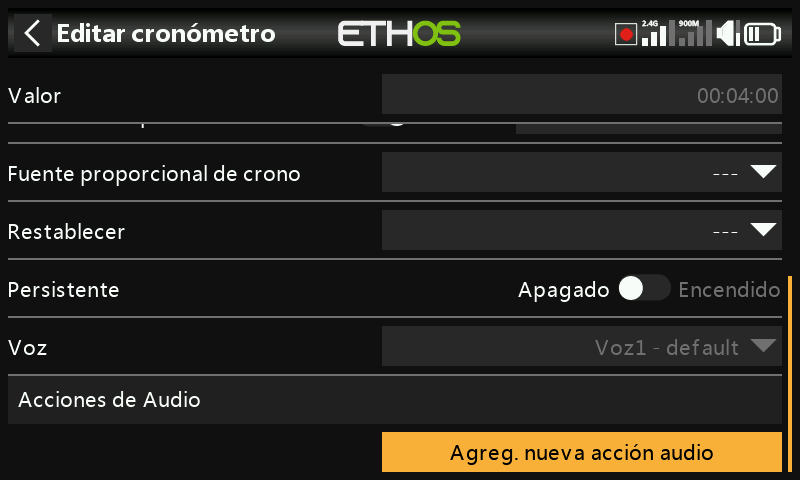 Editar cronómetro
ETHOS
2.4G
900M
Valor
00:04:00
Fuente proporcional de crono
---
Restablecer
---
Persistente
Apagado
Encendido
Voz
Voz1 - default
Acciones de Audio
Agreg. nueva acción audio